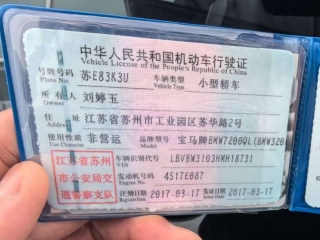 中华人民共和国机动车行驶证
Vehicle License of the People's Republic of China
号牌号码 苏E83K3U 车辆类型 小型轿车
Plate No. Vehicle Type
所有人 刘婷玉
Owner
住址 江苏省苏州市工业园区苏华路2号
Address
使用性质 非营运 品牌型号 宝马牌BMW7200QL(BMW320
江苏省苏州市公安局交通警察支队
车辆识别代号 LBV8W3103HMH18731
VIN
发动机号码 4517E087
Engine No.
注册日期 2017-03-17 发证日期 2017-03-17
Register Date Issue Date